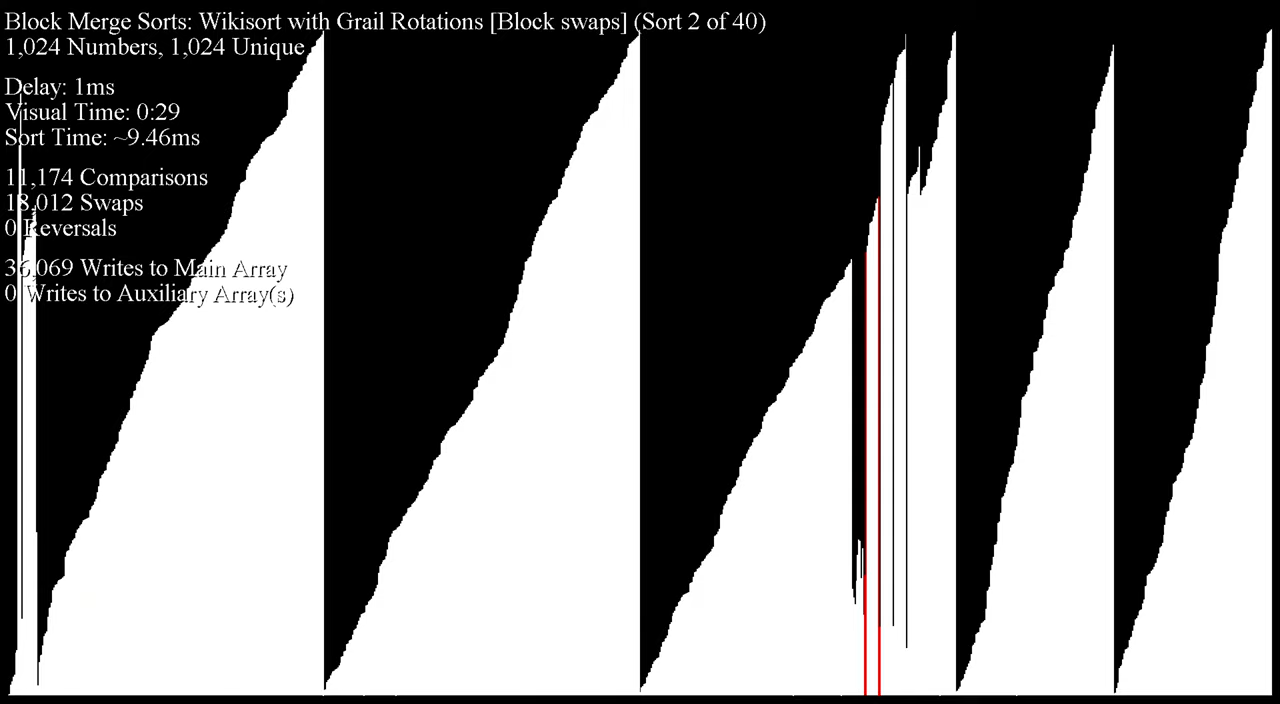 Block Merge Sorts: Wikisort with Grail Rotations [Block swaps] (Sort 2 of 40)
1,024 Numbers, 1,024 Unique
Delay: 1ms
Visual Time: 0:29
Sort Time: ~9.46ms
11,174 Comparisons
18,012 Swaps
0 Reversals
36,069 Writes to Main Array
0 Writes to Auxiliary Array(s)